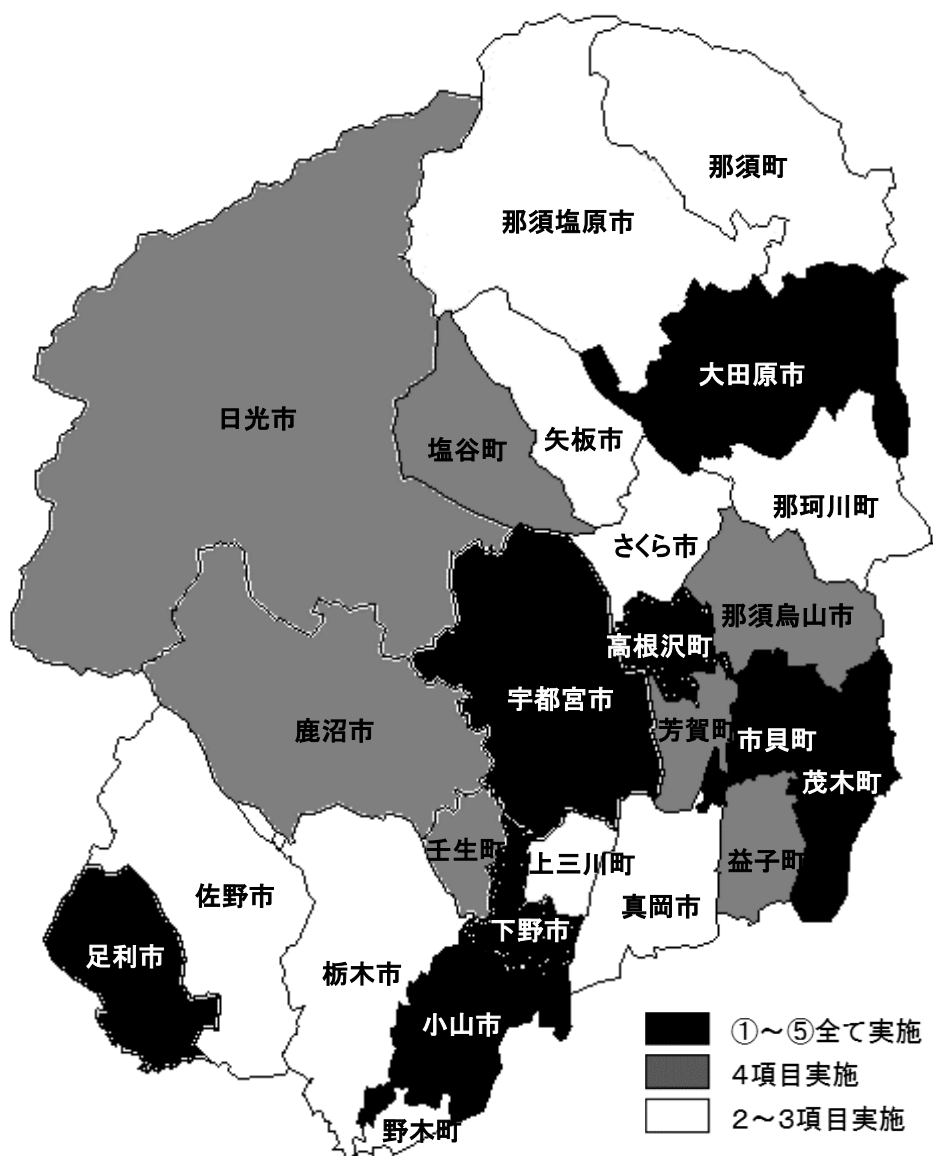 那須町
那須塩原市
大田原市
日光市
塩谷町
矢板市
那珂川町
さくら市
那須烏山市
高根沢町
宇都宮市
鹿沼市
芳賀町
市貝町
茂木町
壬生町
上三川町
益子町
佐野市
真岡市
下野市
足利市
栃木市
小山市
野木町
①～⑤全て実施
4項目実施
2～3項目実施